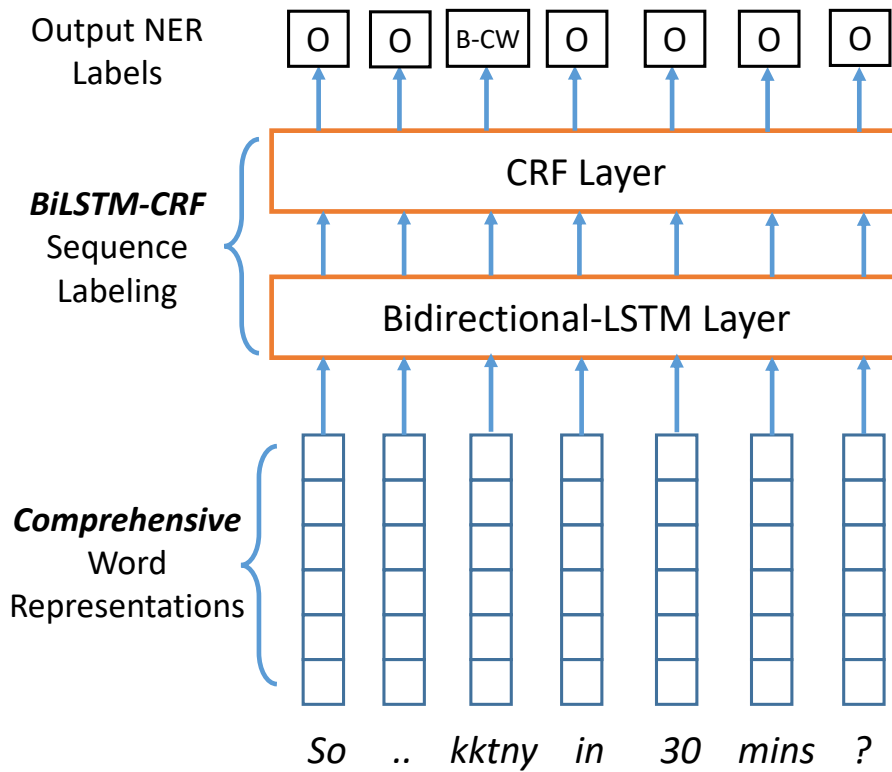 Output NER
Labels
O O B-CW O O O O
CRF Layer
BiLSTM-CRF
Sequence
Labeling
Bidirectional-LSTM Layer
Comprehensive
Word
Representations
So .. kktny in 30 mins ?